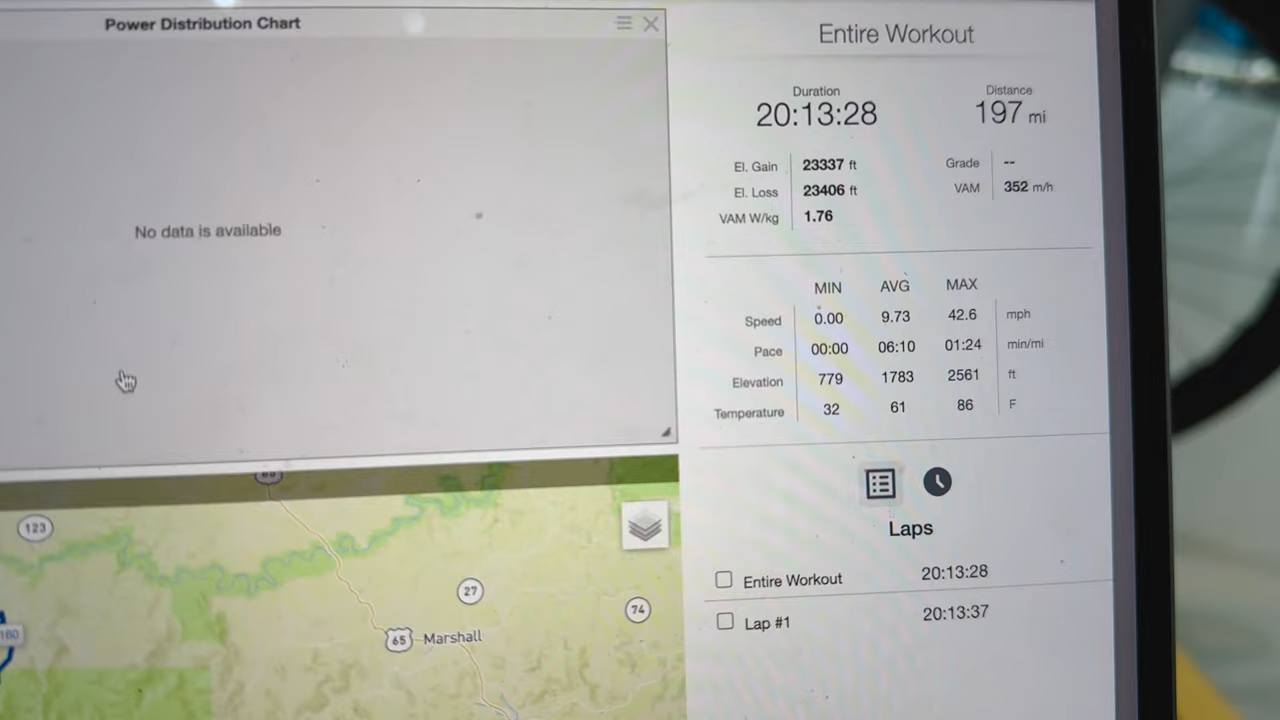 Power Distribution Chart
No data is available
Entire Workout
Duration
20:13:28
Distance
197 mi
El. Gain 23337 ft
El. Loss 23406 ft
VAM W/kg 1.76
Grade --
VAM 352 m/h
MIN AVG MAX
Speed 0.00 9.73 42.6 mph
Pace 00:00 06:10 01:24 min/mi
Elevation 779 1783 2561 ft
Temperature 32 61 86 F
Laps
Entire Workout 20:13:28
Lap #1 20:13:37
123
27
74
65 Marshall